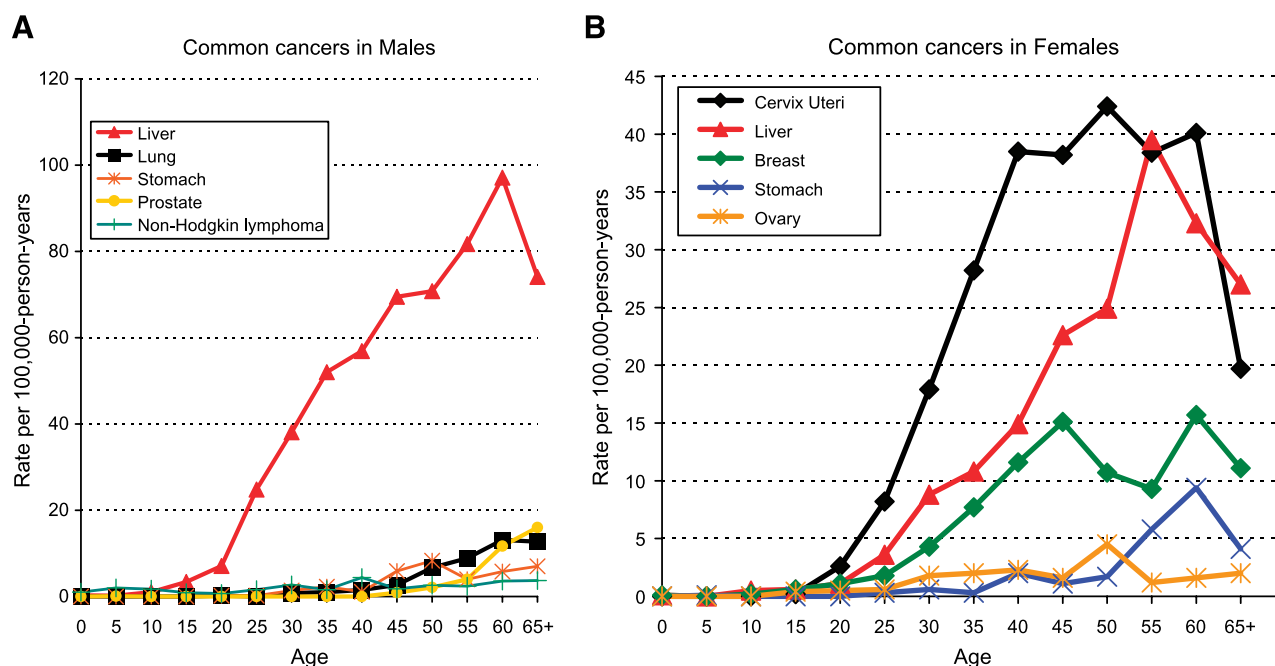 A
Common cancers in Males
120
100
80
60
40
20
0
Rate per 100,000-person-years
Liver
Lung
Stomach
Prostate
Non-Hodgkin lymphoma
0 5 10 15 20 25 30 35 40 45 50 55 60 65+
Age
B
Common cancers in Females
45
40
35
30
25
20
15
10
5
0
Rate per 100,000-person-years
Cervix Uteri
Liver
Breast
Stomach
Ovary
0 5 10 15 20 25 30 35 40 45 50 55 60 65+
Age